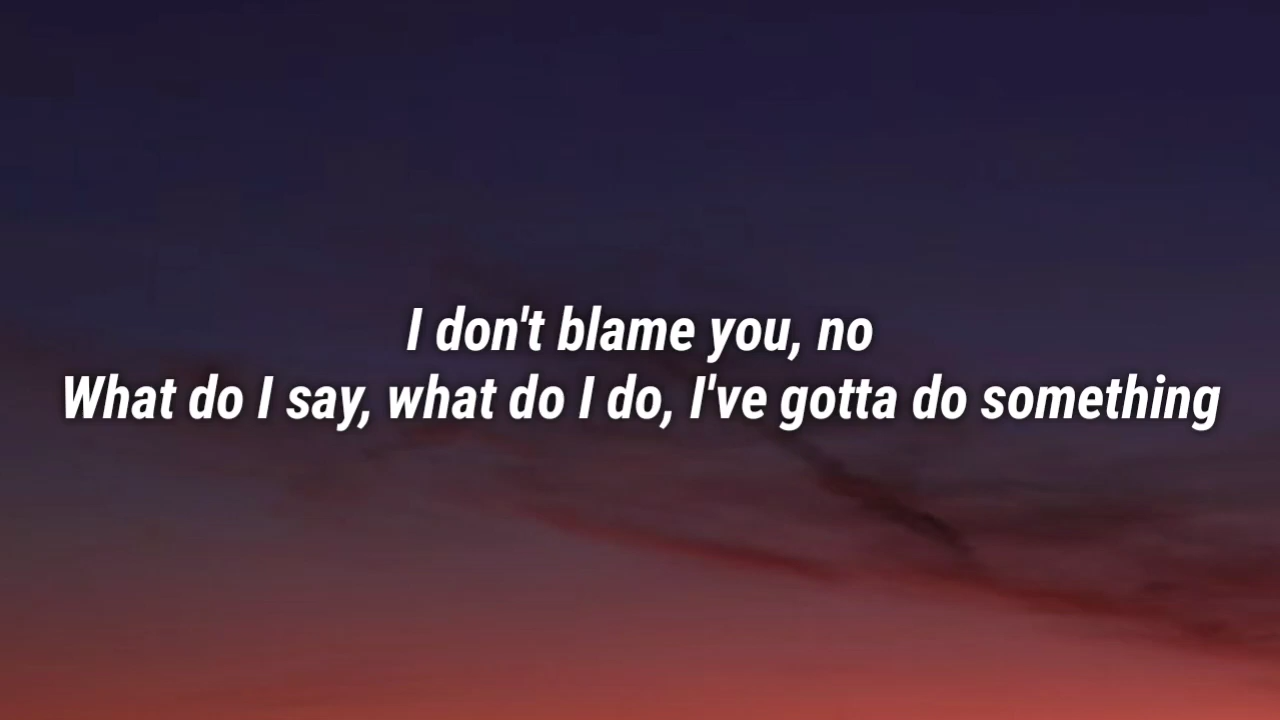 I don't blame you, no
What do I say, what do I do, I've gotta do something